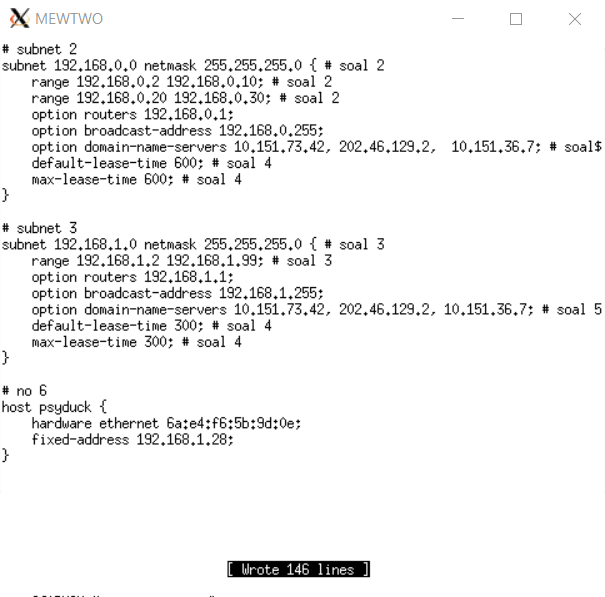 MEWTWO
# subnet 2
subnet 192.168.0.0 netmask 255.255.255.0 { # soal 2
    range 192.168.0.2 192.168.0.10; # soal 2
    range 192.168.0.20 192.168.0.30; # soal 2
    option routers 192.168.0.1;
    option broadcast-address 192.168.0.255;
    option domain-name-servers 10.151.73.42, 202.46.129.2,  10.151.36.7; # soal$
    default-lease-time 600; # soal 4
    max-lease-time 600; # soal 4
}
# subnet 3
subnet 192.168.1.0 netmask 255.255.255.0 { # soal 3
    range 192.168.1.2 192.168.1.99; # soal 3
    option routers 192.168.1.1;
    option broadcast-address 192.168.1.255;
    option domain-name-servers 10.151.73.42, 202.46.129.2, 10.151.36.7; # soal 5
    default-lease-time 300; # soal 4
    max-lease-time 300; # soal 4
}
# no 6
host psyduck {
    hardware ethernet 6a:e4:f6:5b:9d:0e;
    fixed-address 192.168.1.28;
}
[ Wrote 146 lines ]